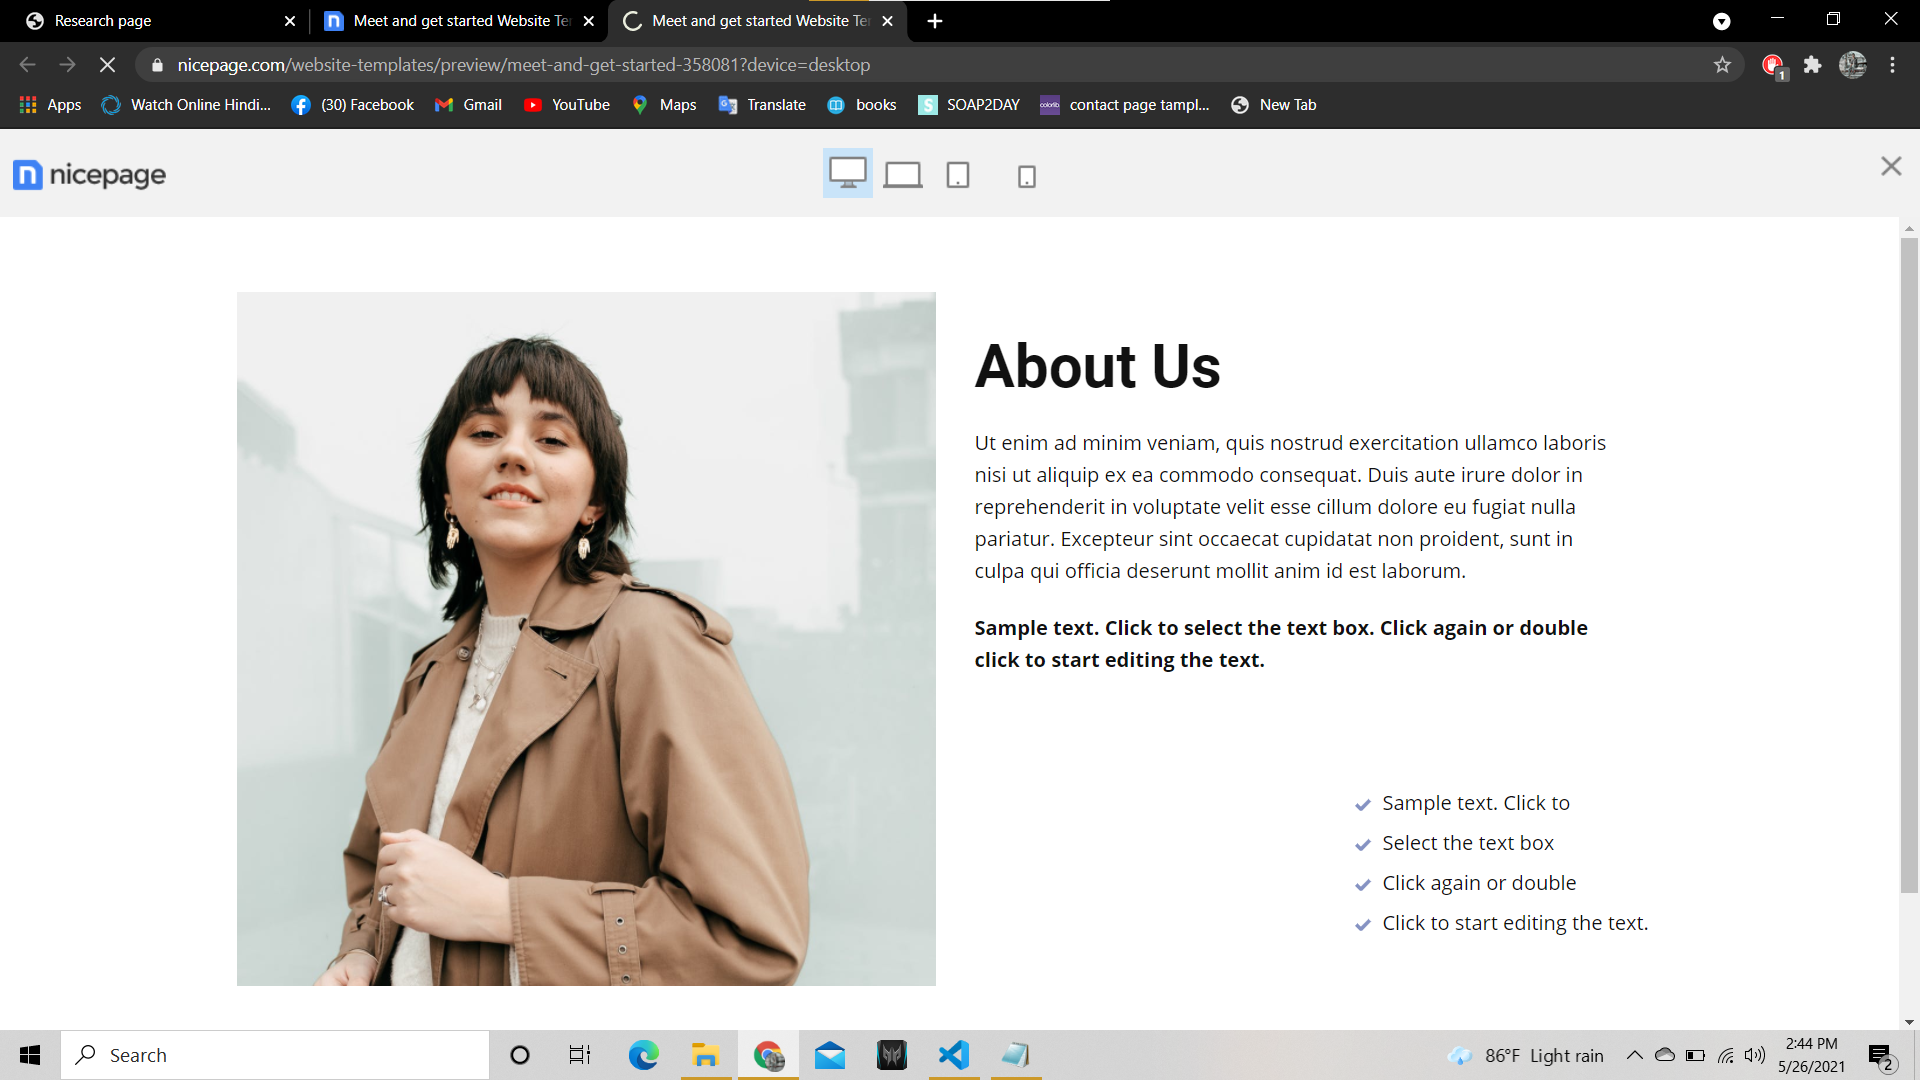 Research page
Meet and get started Website Te
Meet and get started Website Te
nicepage.com/website-templates/preview/meet-and-get-started-358081?device=desktop
1
Apps
Watch Online Hindi...
(30) Facebook
Gmail
YouTube
Maps
Translate
books
S
SOAP2DAY
colorlib
contact page tampl...
New Tab
nicepage
About Us
Ut enim ad minim veniam, quis nostrud exercitation ullamco laboris
nisi ut aliquip ex ea commodo consequat. Duis aute irure dolor in
reprehenderit in voluptate velit esse cillum dolore eu fugiat nulla
pariatur. Excepteur sint occaecat cupidatat non proident, sunt in
culpa qui officia deserunt mollit anim id est laborum.
Sample text. Click to select the text box. Click again or double
click to start editing the text.
Sample text. Click to
Select the text box
Click again or double
Click to start editing the text.
Search
86°F Light rain
2:44 PM
5/26/2021
2